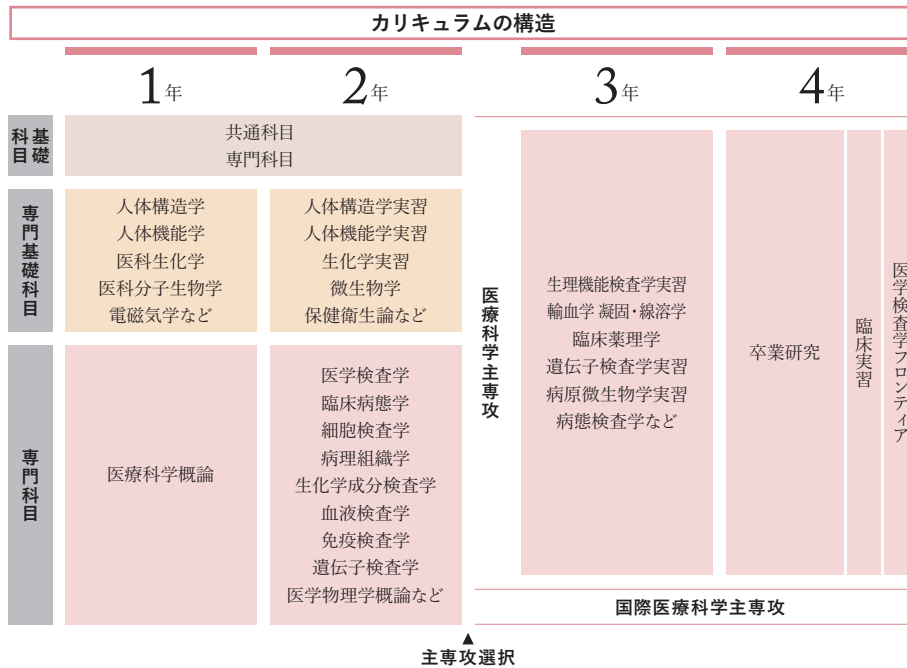 カリキュラムの構造
1年
2年
3年
4年
基礎
科目
共通科目
専門科目
専門基礎科目
人体構造学
人体機能学
医科生化学
医科分子生物学
電磁気学など
人体構造学実習
人体機能学実習
生化学実習
微生物学
保健衛生論など
専門科目
医療科学概論
医学検査学
臨床病態学
細胞検査学
病理組織学
生化学成分検査学
血液検査学
免疫検査学
遺伝子検査学
医学物理学概論など
医療科学主専攻
生理機能検査学実習
輸血学 凝固・線溶学
臨床薬理学
遺伝子検査学実習
病原微生物学実習
病態検査学など
卒業研究
臨床実習
医学検査学フロンティア
国際医療科学主専攻
▲
主専攻選択